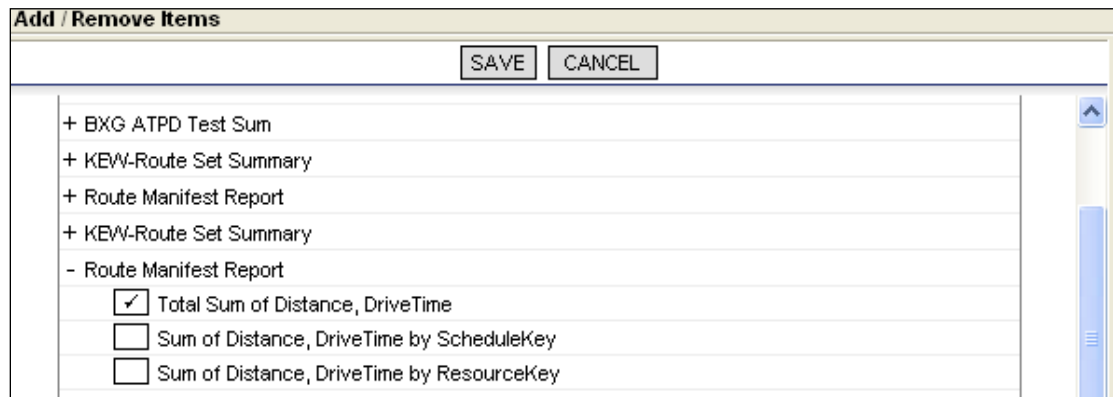 Add / Remove Items
SAVE CANCEL
+ BXG ATPD Test Sum
+ KEW-Route Set Summary
+ Route Manifest Report
+ KEW-Route Set Summary
- Route Manifest Report
✓ Total Sum of Distance, DriveTime
Sum of Distance, DriveTime by ScheduleKey
Sum of Distance, DriveTime by ResourceKey